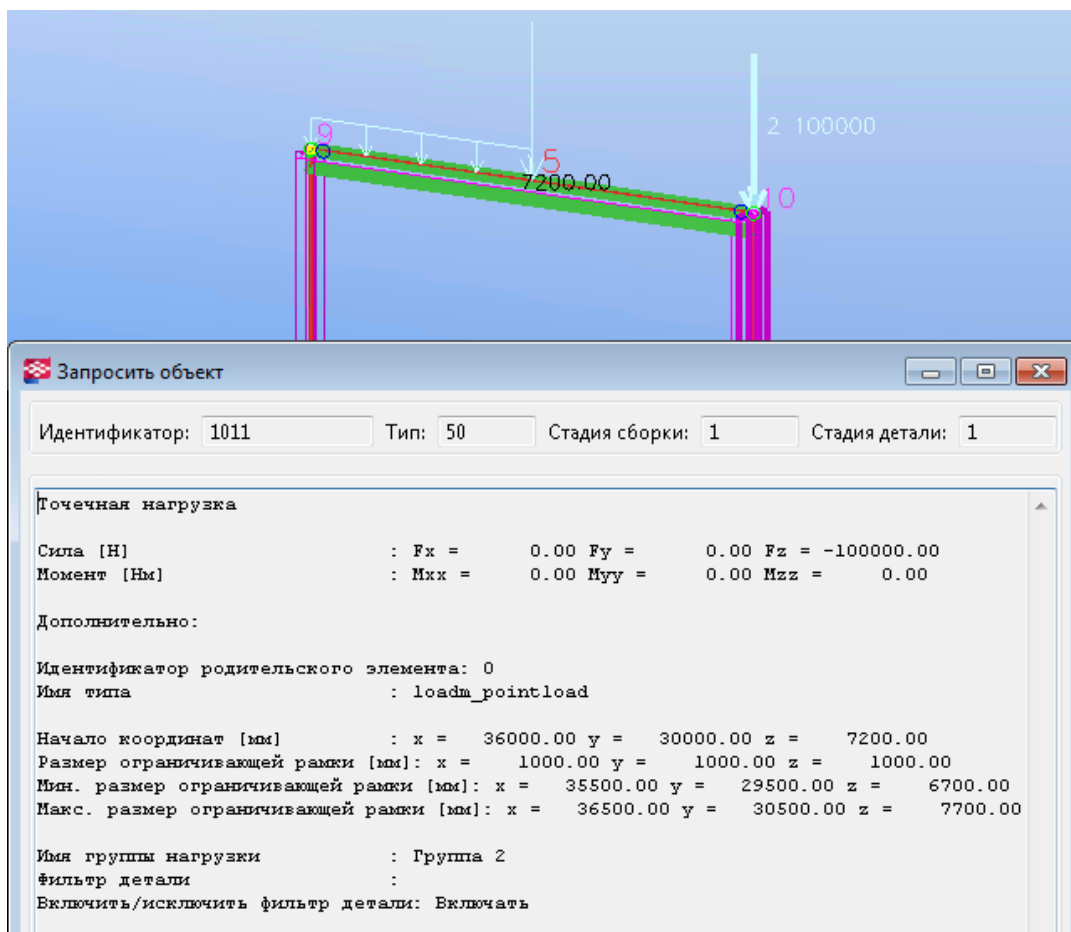 9
2 100000
5
7200.00
10
Запросить объект
Идентификатор: 1011 Тип: 50 Стадия сборки: 1 Стадия детали: 1
Точечная нагрузка
Сила [Н] : Fx = 0.00 Fy = 0.00 Fz = -100000.00
Момент [Нм] : Mxx = 0.00 Myy = 0.00 Mzz = 0.00
Дополнительно:
Идентификатор родительского элемента: 0
Имя типа : loadm_pointload
Начало координат [мм] : x = 36000.00 y = 30000.00 z = 7200.00
Размер ограничивающей рамки [мм]: x = 1000.00 y = 1000.00 z = 1000.00
Мин. размер ограничивающей рамки [мм]: x = 35500.00 y = 29500.00 z = 6700.00
Макс. размер ограничивающей рамки [мм]: x = 36500.00 y = 30500.00 z = 7700.00
Имя группы нагрузки : Группа 2
Фильтр детали :
Включить/исключить фильтр детали: Включать